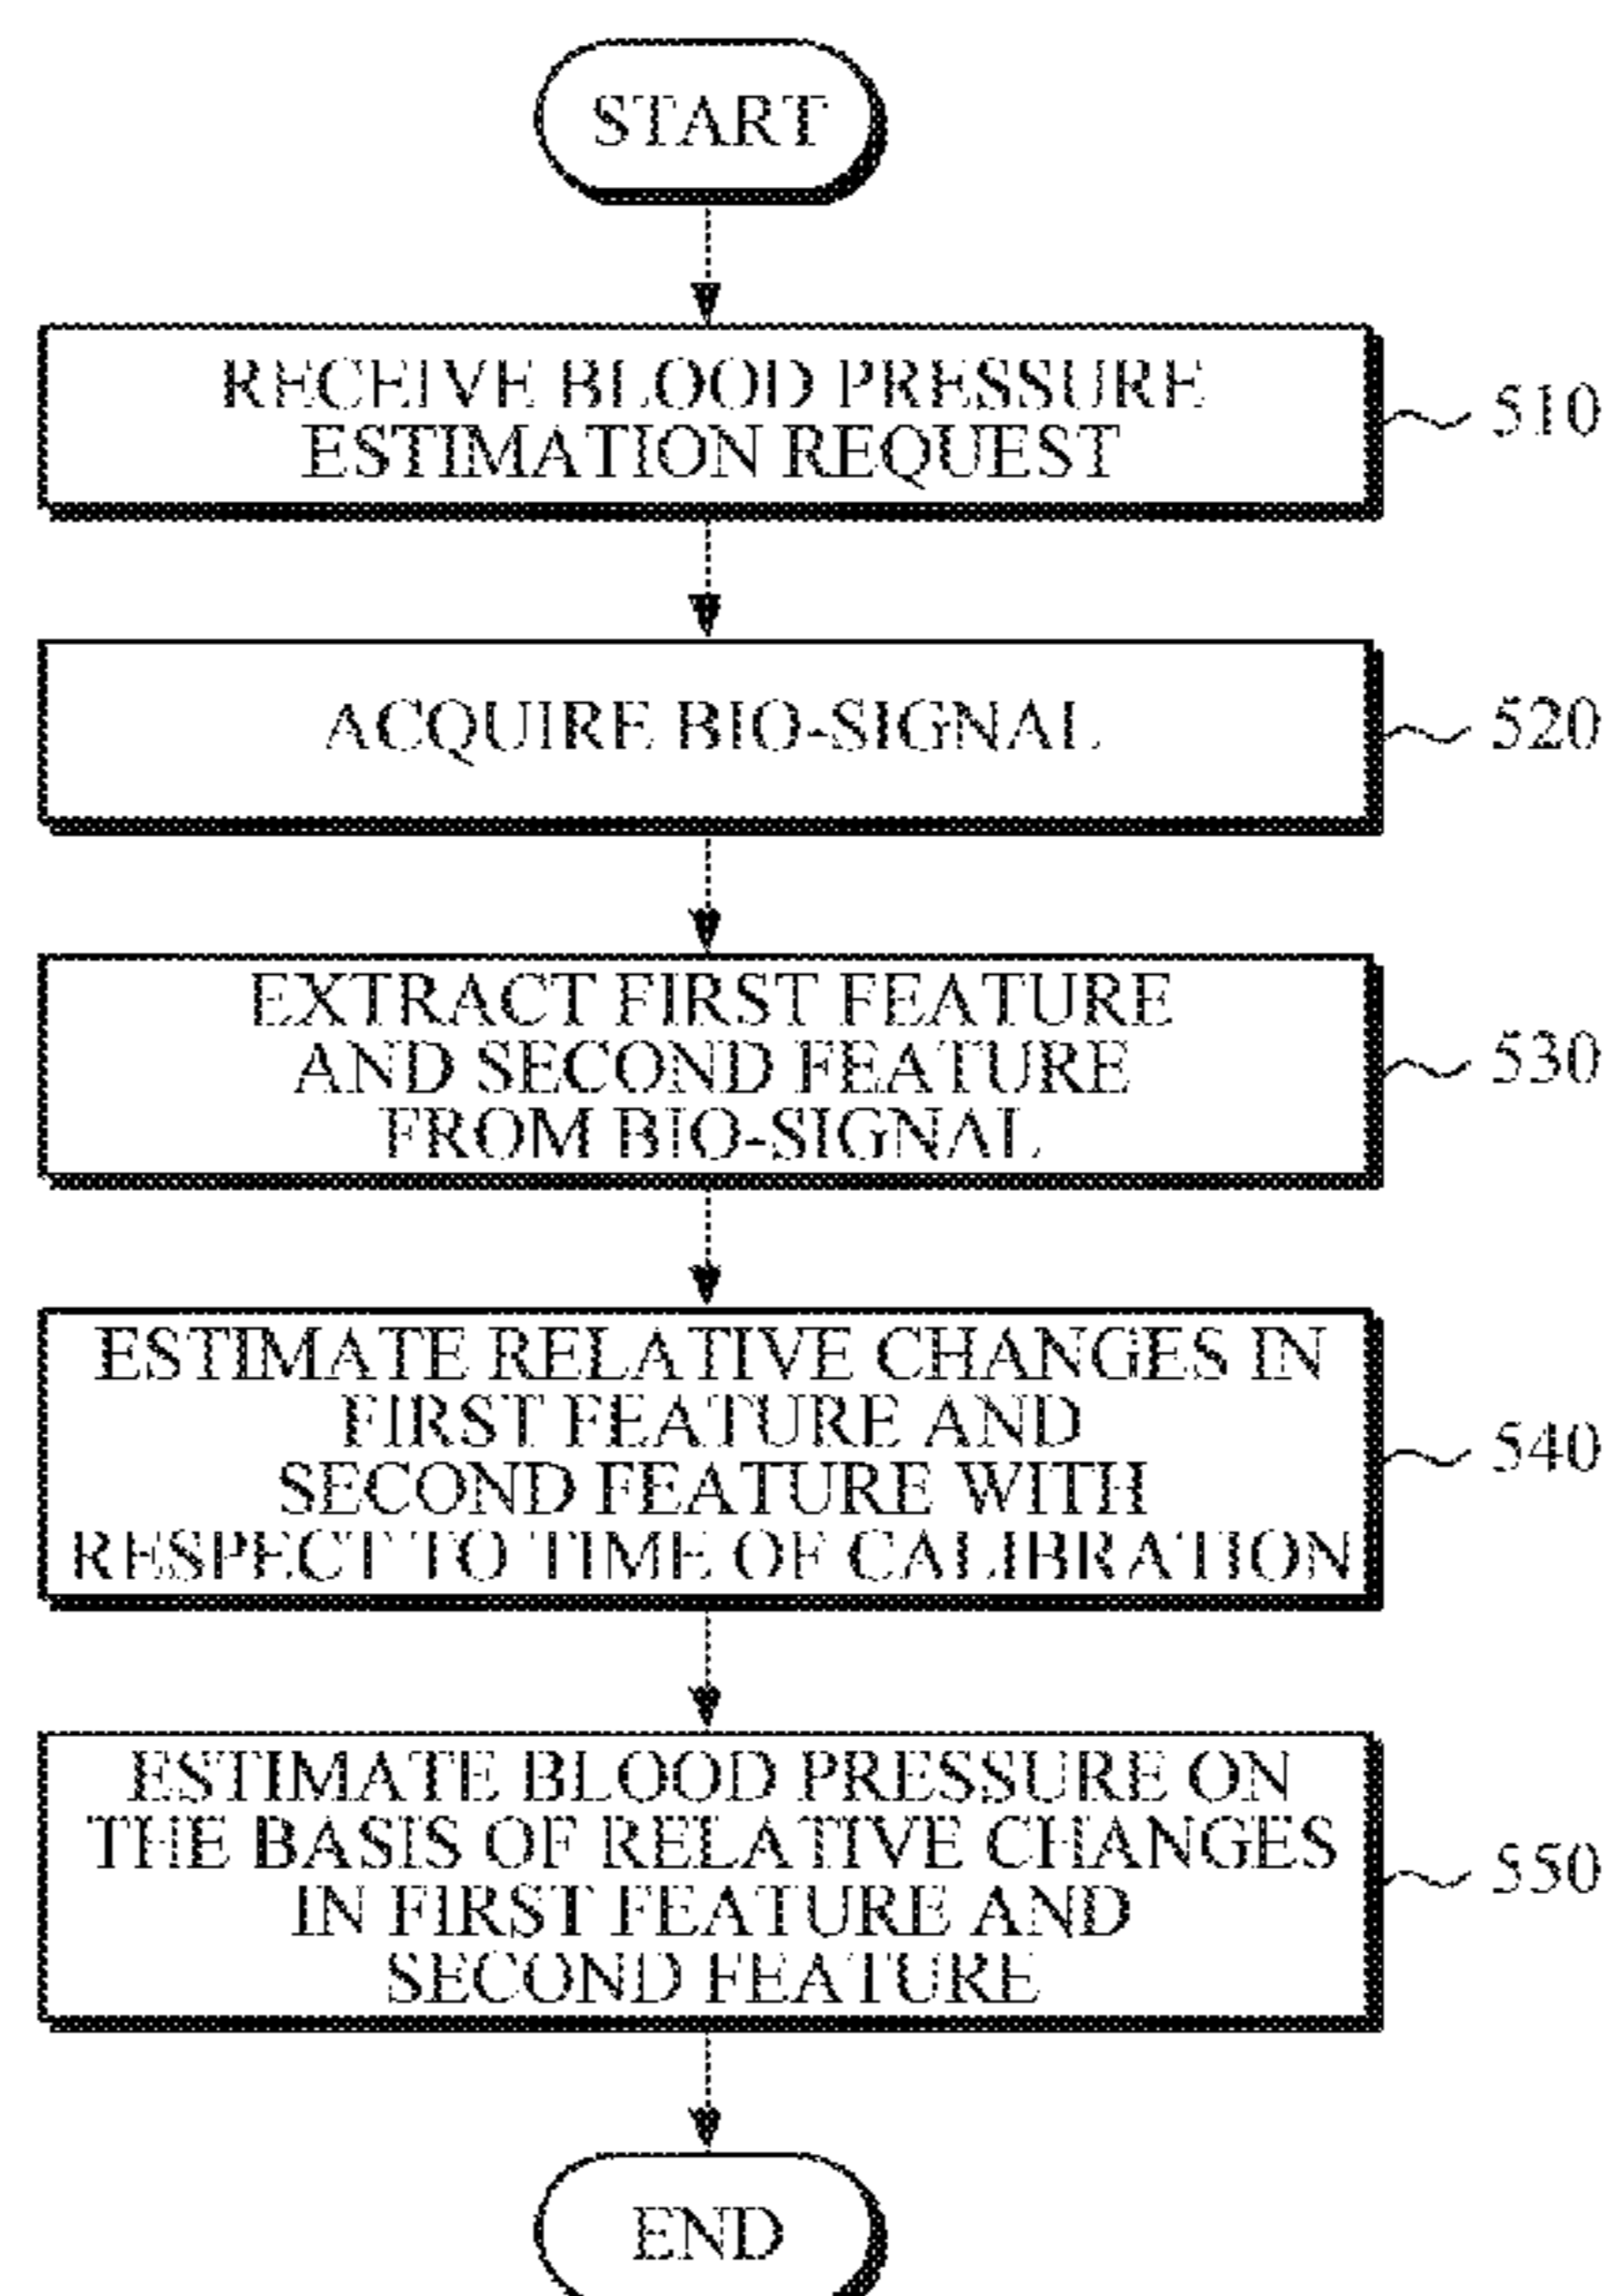 START
RECEIVE BLOOD PRESSURE
ESTIMATION REQUEST
510
ACQUIRE BIO-SIGNAL
520
EXTRACT FIRST FEATURE
AND SECOND FEATURE
FROM BIO-SIGNAL
530
ESTIMATE RELATIVE CHANGES IN
FIRST FEATURE AND
SECOND FEATURE WITH
RESPECT TO TIME OF CALIBRATION
540
ESTIMATE BLOOD PRESSURE ON
THE BASIS OF RELATIVE CHANGES
IN FIRST FEATURE AND
SECOND FEATURE
550
END